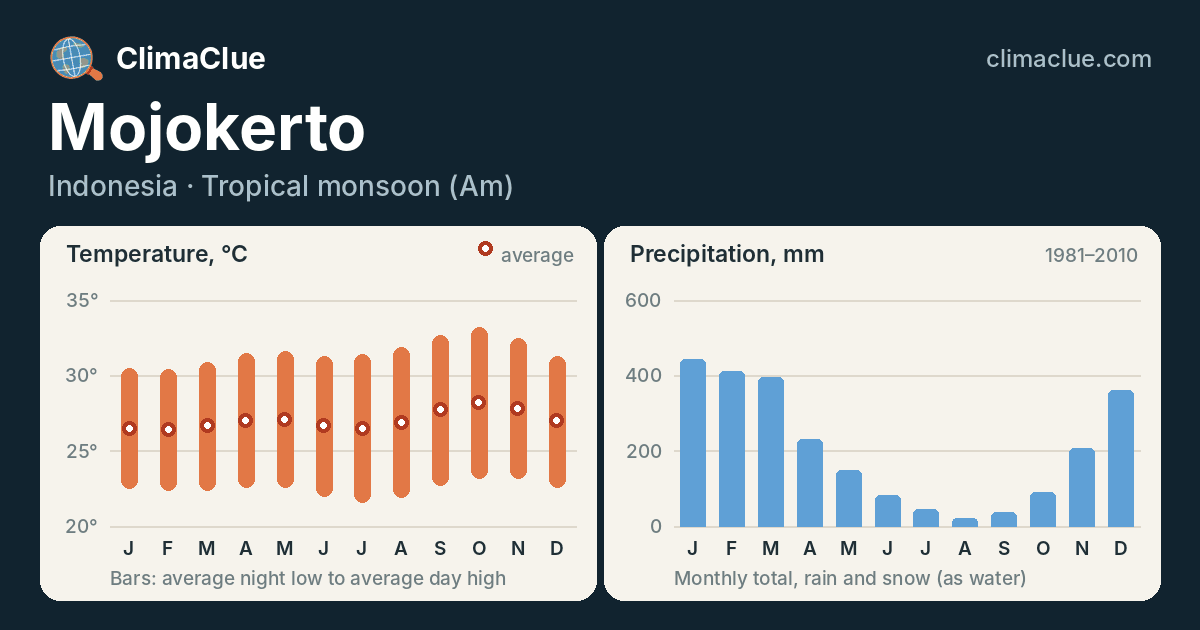 ClimaClue
climaclue.com
Mojokerto
Indonesia · Tropical monsoon (Am)
Temperature, °C
average
35°
30°
25°
20°
J F M A M J J A S O N D
Bars: average night low to average day high
Precipitation, mm
1981–2010
600
400
200
0
J F M A M J J A S O N D
Monthly total, rain and snow (as water)